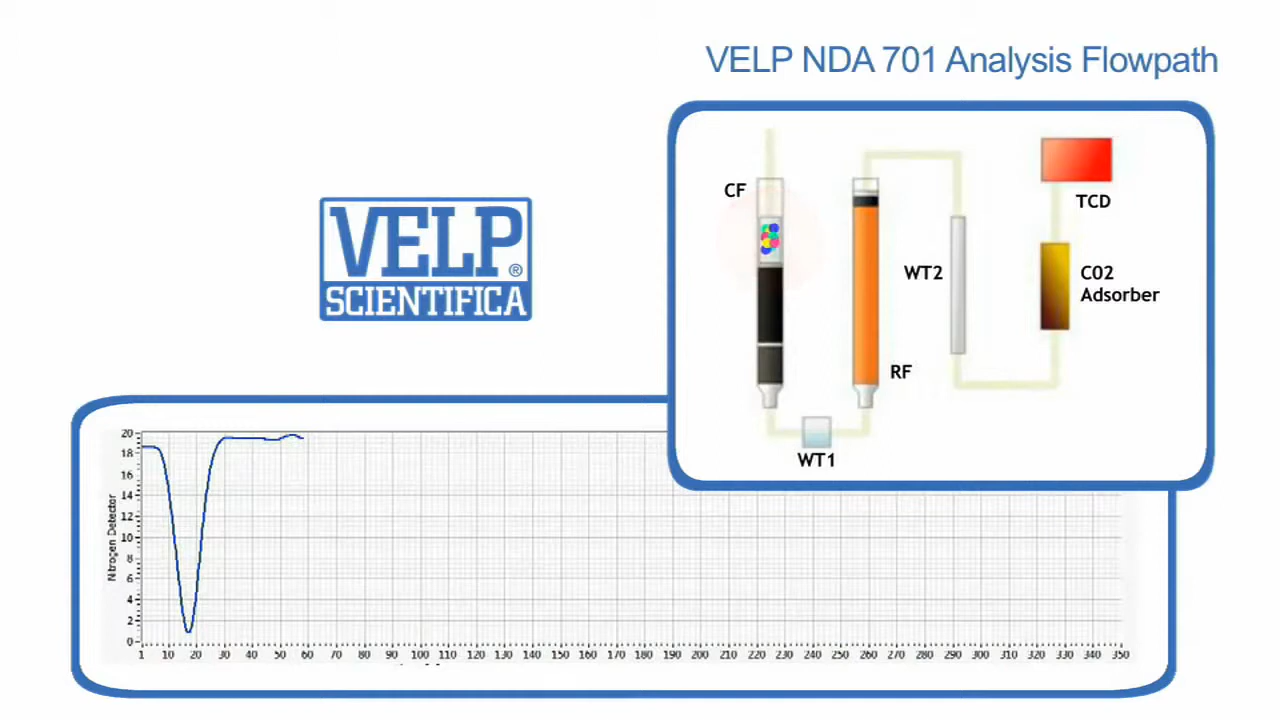 VELP NDA 701 Analysis Flowpath
CF
TCD
WT2
C02
Adsorber
RF
WT1
VELP®
SCIENTIFICA
Nitrogen Detector
20
18
16
14
12
10
8
6
4
2
0
1 10 20 30 40 50 60 70 80 90 100 110 120 130 140 150 160 170 180 190 200 210 220 230 240 250 260 270 280 290 300 310 320 330 340 350